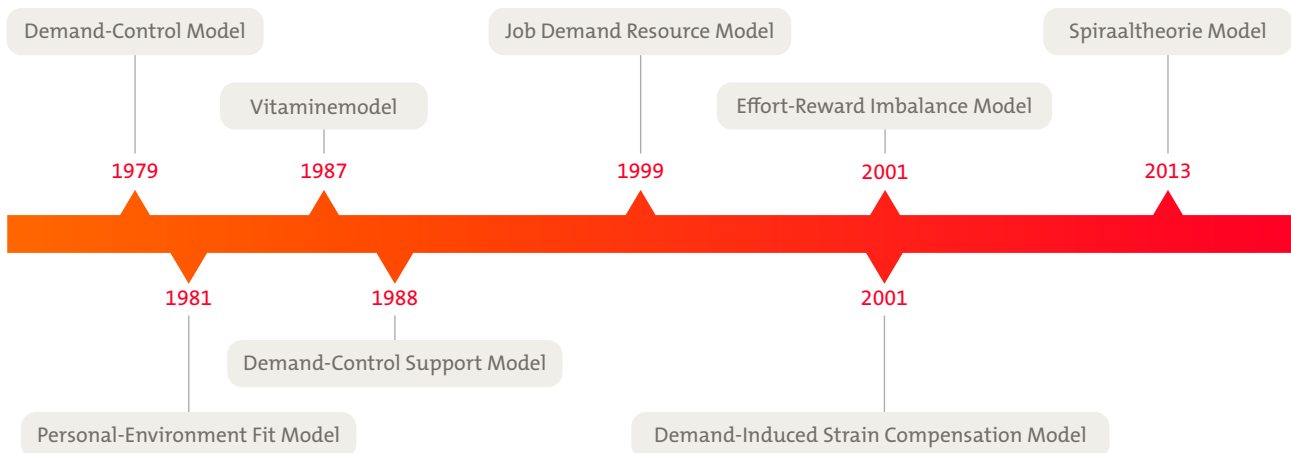 Demand-Control Model
Job Demand Resource Model
Spiraaltheorie Model
Vitaminemodel
Effort-Reward Imbalance Model
1979
1987
1999
2001
2013
1981
1988
2001
Demand-Control Support Model
Personal-Environment Fit Model
Demand-Induced Strain Compensation Model